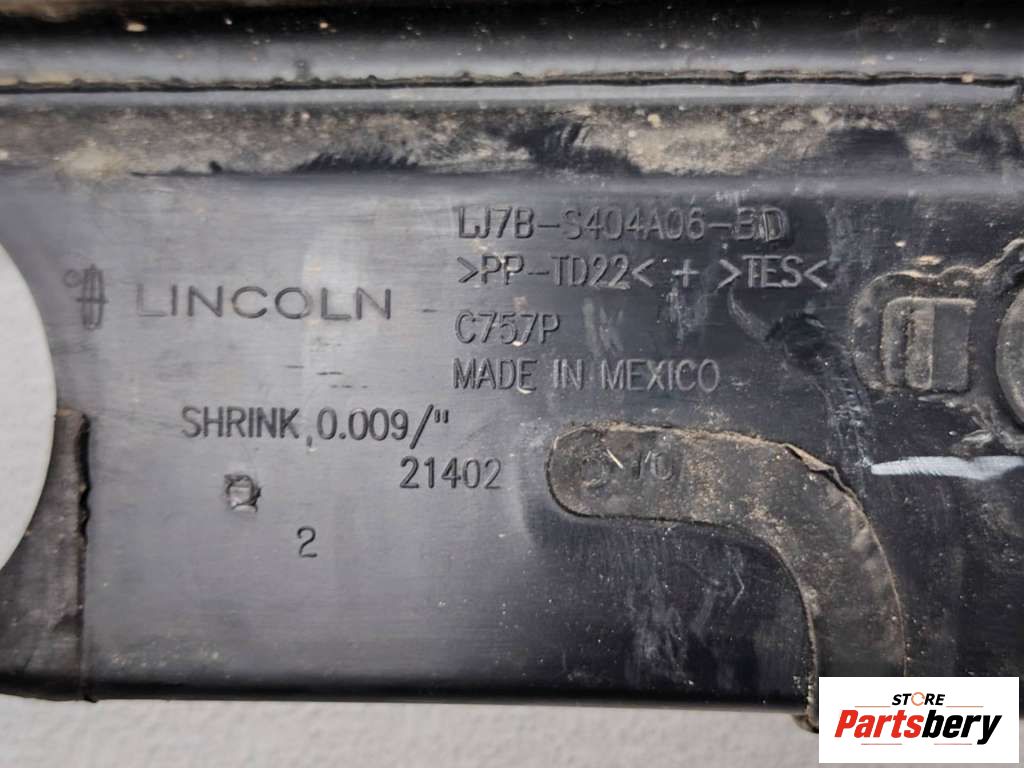 LJ7B-S404A06-BD
>PP-TD22< + >TES<
LINCOLN
C757P
MADE IN MEXICO
SHRINK, 0.009/"
21402
2
STORE
Partsbery